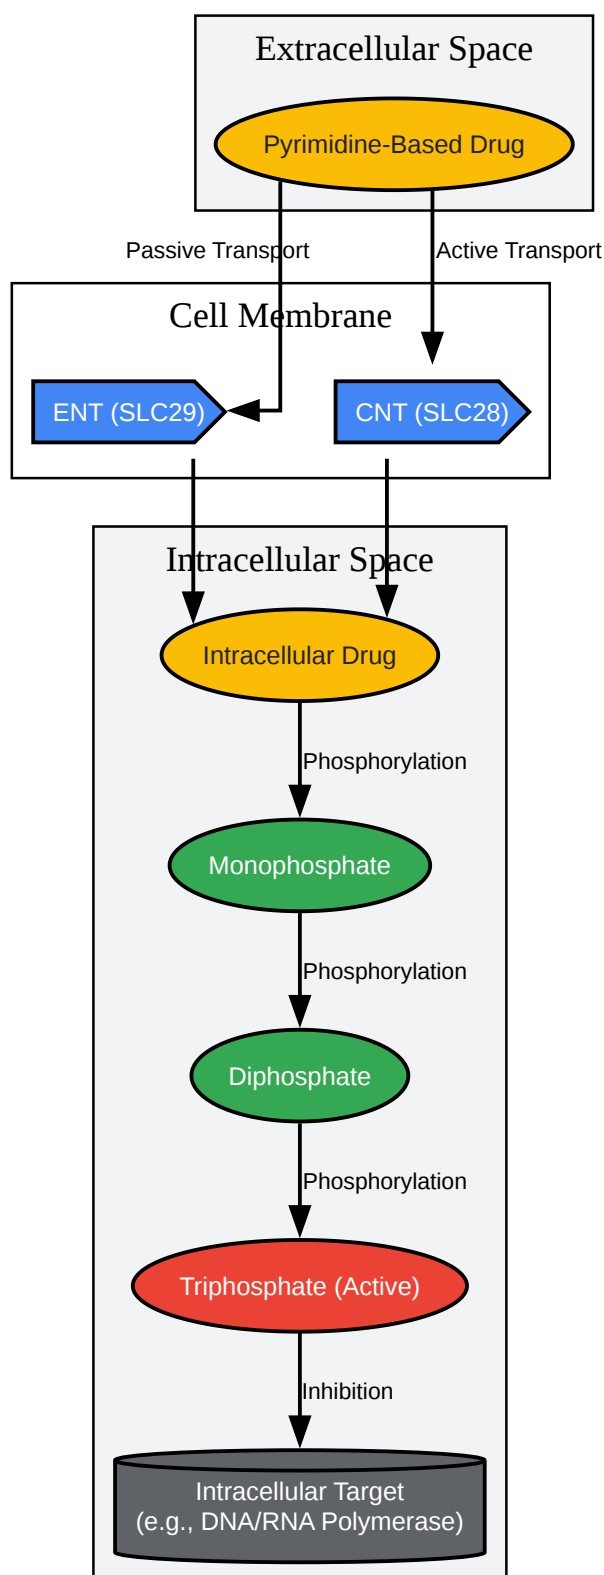 Extracellular Space
Pyrimidine-Based Drug
Passive Transport
Active Transport
Cell Membrane
ENT (SLC29)
CNT (SLC28)
Intracellular Space
Intracellular Drug
Phosphorylation
Monophosphate
Phosphorylation
Diphosphate
Phosphorylation
Triphosphate (Active)
Inhibition
Intracellular Target
(e.g., DNA/RNA Polymerase)